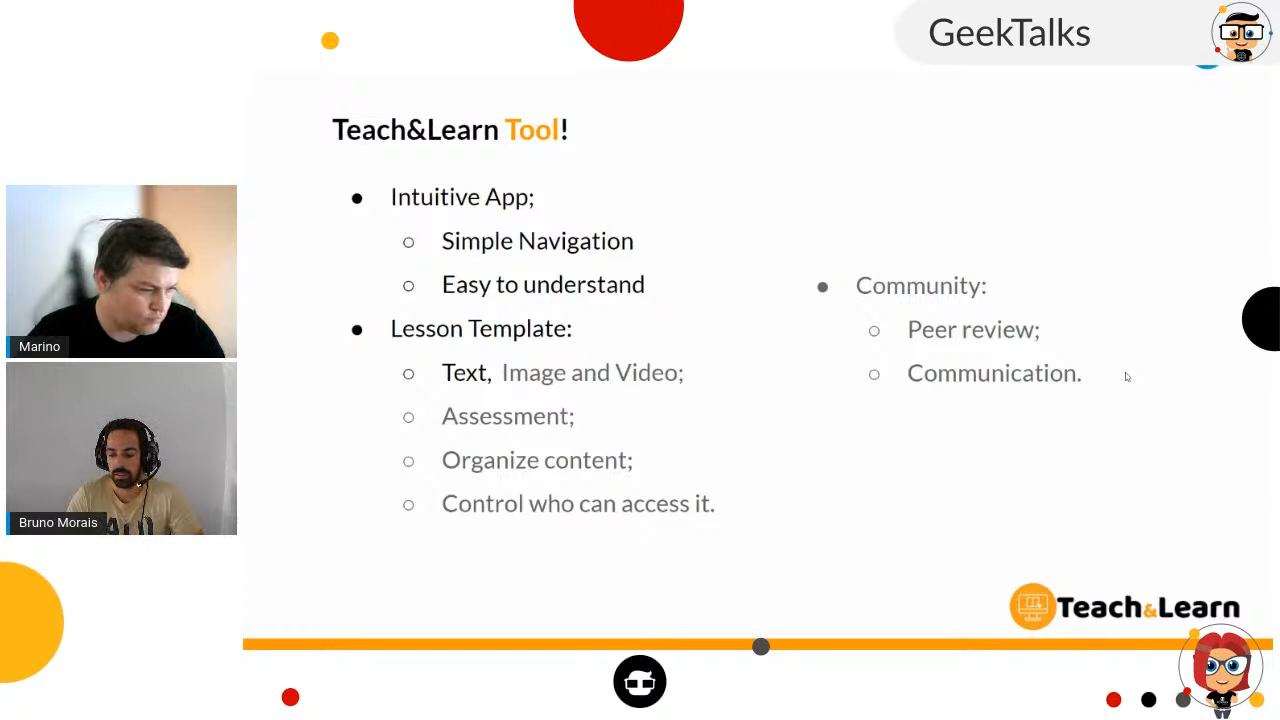 GeekTalks
Teach&Learn Tool!
● Intuitive App;
○ Simple Navigation
○ Easy to understand
● Lesson Template:
○ Text, Image and Video;
○ Assessment;
○ Organize content;
○ Control who can access it.
● Community:
○ Peer review;
○ Communication.
Marino
Bruno Morais
Teach&Learn